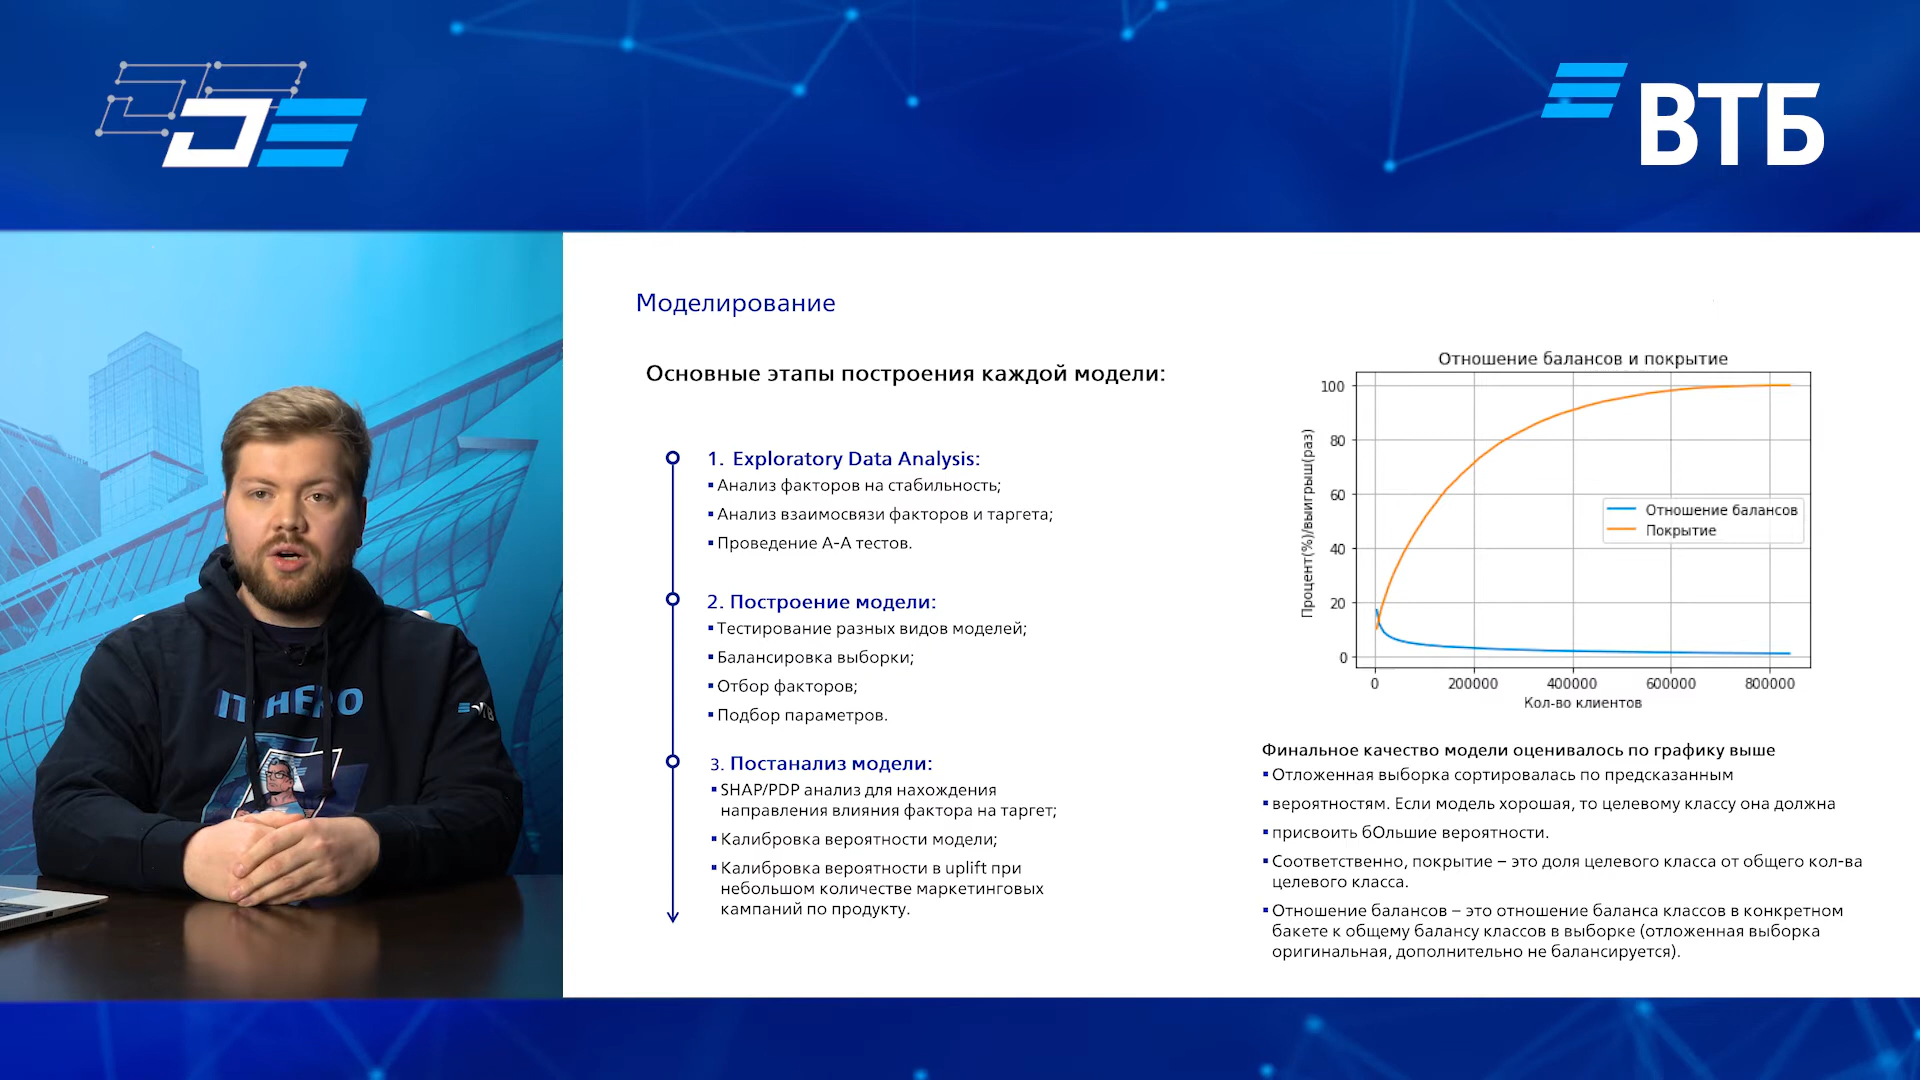 ВТБ
Моделирование
Основные этапы построения каждой модели:
1. Exploratory Data Analysis:
▪ Анализ факторов на стабильность;
▪ Анализ взаимосвязи факторов и таргета;
▪ Проведение А-А тестов.
2. Построение модели:
▪ Тестирование разных видов моделей;
▪ Балансировка выборки;
▪ Отбор факторов;
▪ Подбор параметров.
3. Постанализ модели:
▪ SHAP/PDP анализ для нахождения
направления влияния фактора на таргет;
▪ Калибровка вероятности модели;
▪ Калибровка вероятности в uplift при
небольшом количестве маркетинговых
кампаний по продукту.
Отношение балансов и покрытие
Процент(%)/выигрыш(раз)
100
80
60
40
20
0
Отношение балансов
Покрытие
0 200000 400000 600000 800000
Кол-во клиентов
Финальное качество модели оценивалось по графику выше
▪ Отложенная выборка сортировалась по предсказанным
▪ вероятностям. Если модель хорошая, то целевому классу она должна
▪ присвоить бОльшие вероятности.
▪ Соответственно, покрытие – это доля целевого класса от общего кол-ва
целевого класса.
▪ Отношение балансов – это отношение баланса классов в конкретном
бакете к общему балансу классов в выборке (отложенная выборка
оригинальная, дополнительно не балансируется).
IT HERO